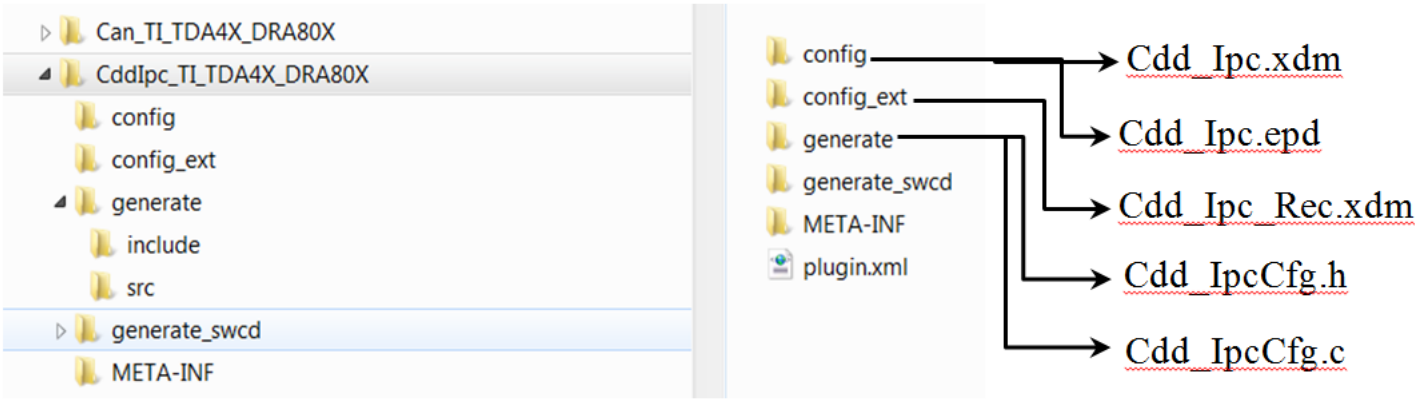 Can_TI_TDA4X_DRA80X
CddIpc_TI_TDA4X_DRA80X
config
config_ext
generate
include
src
generate_swcd
META-INF
config
config_ext
generate
generate_swcd
META-INF
plugin.xml
Cdd_Ipc.xdm
Cdd_Ipc.epd
Cdd_Ipc_Rec.xdm
Cdd_IpcCfg.h
Cdd_IpcCfg.c